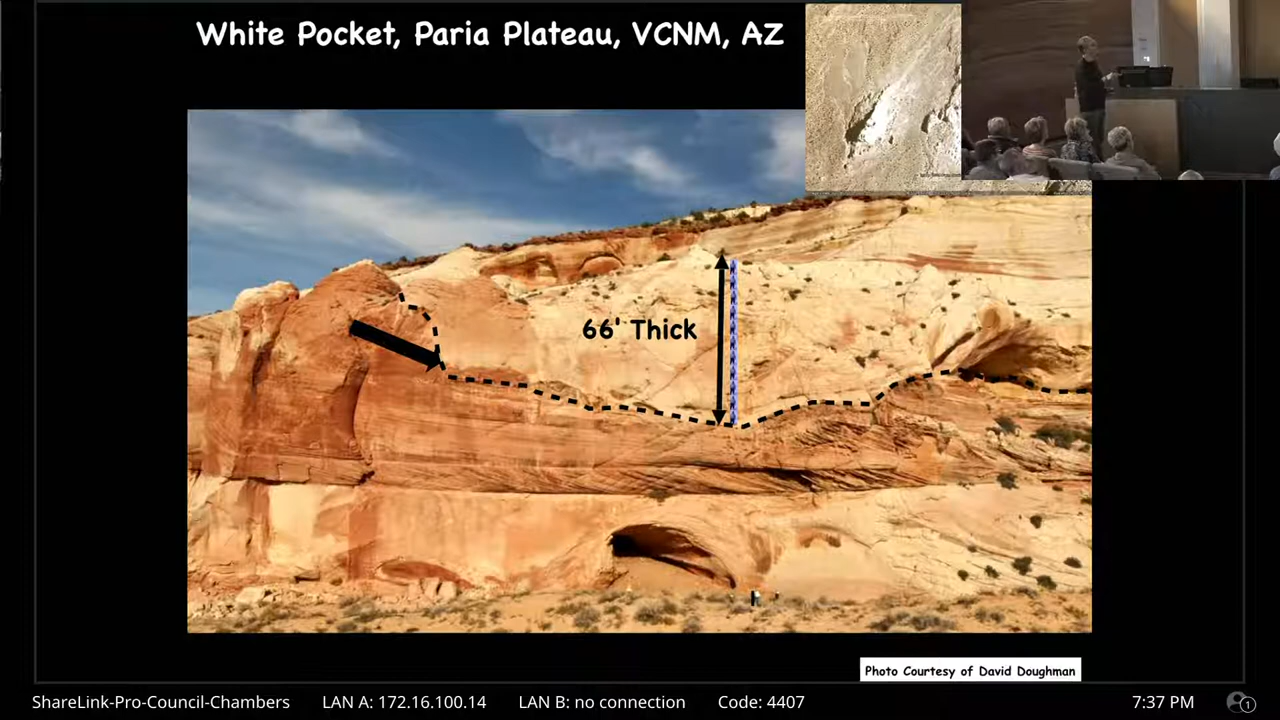 White Pocket, Paria Plateau, VCNM, AZ
66' Thick
Photo Courtesy of David Doughman
ShareLink-Pro-Council-Chambers LAN A: 172.16.100.14 LAN B: no connection Code: 4407 7:37 PM 1